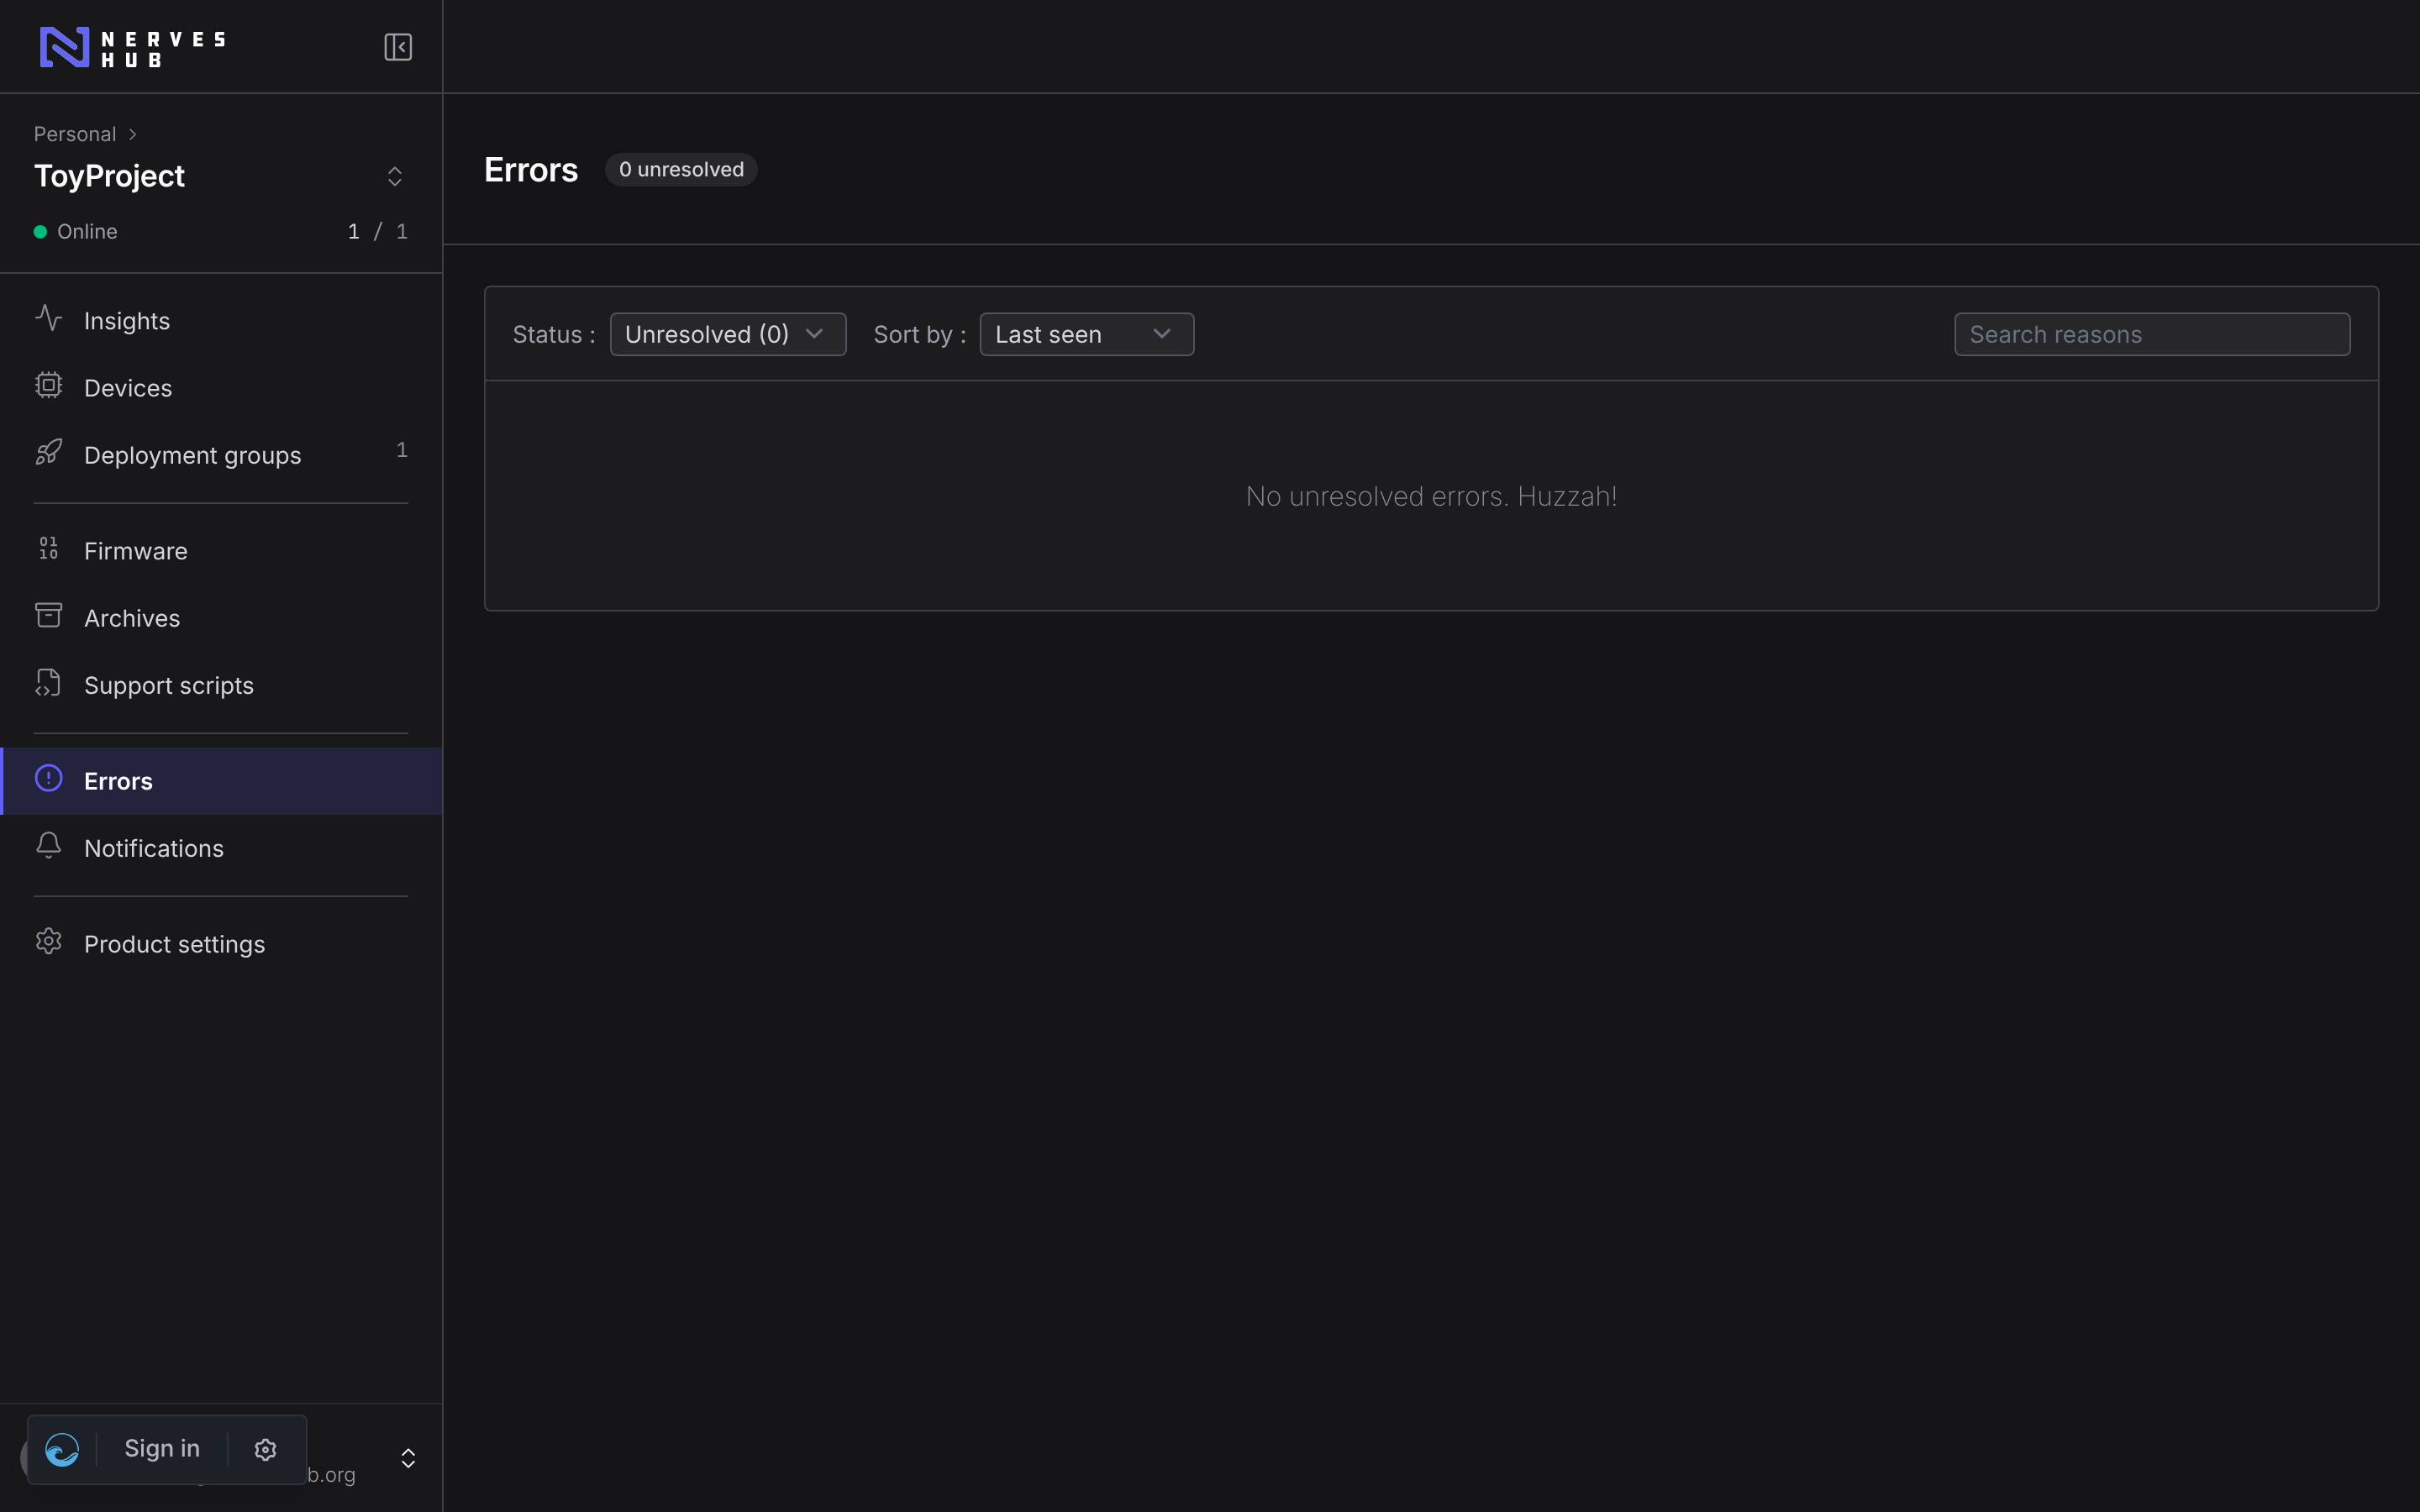 NERVES
HUB
Personal
ToyProject
Online 1 / 1
Insights
Devices
Deployment groups 1
Firmware
Archives
Support scripts
Errors
Notifications
Product settings
Sign in
b.org
Errors 0 unresolved
Status : Unresolved (0) Sort by : Last seen Search reasons
No unresolved errors. Huzzah!